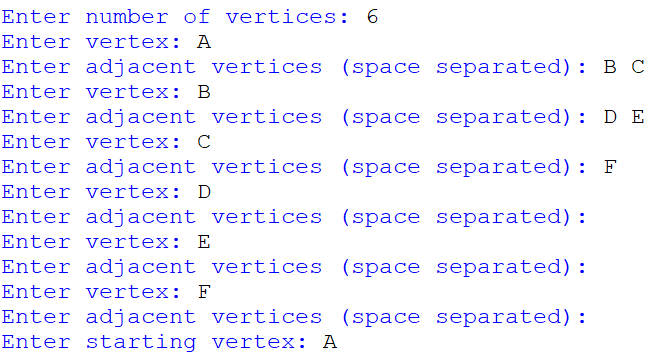 Enter number of vertices: 6
Enter vertex: A
Enter adjacent vertices (space separated): B C
Enter vertex: B
Enter adjacent vertices (space separated): D E
Enter vertex: C
Enter adjacent vertices (space separated): F
Enter vertex: D
Enter adjacent vertices (space separated):
Enter vertex: E
Enter adjacent vertices (space separated):
Enter vertex: F
Enter adjacent vertices (space separated):
Enter starting vertex: A